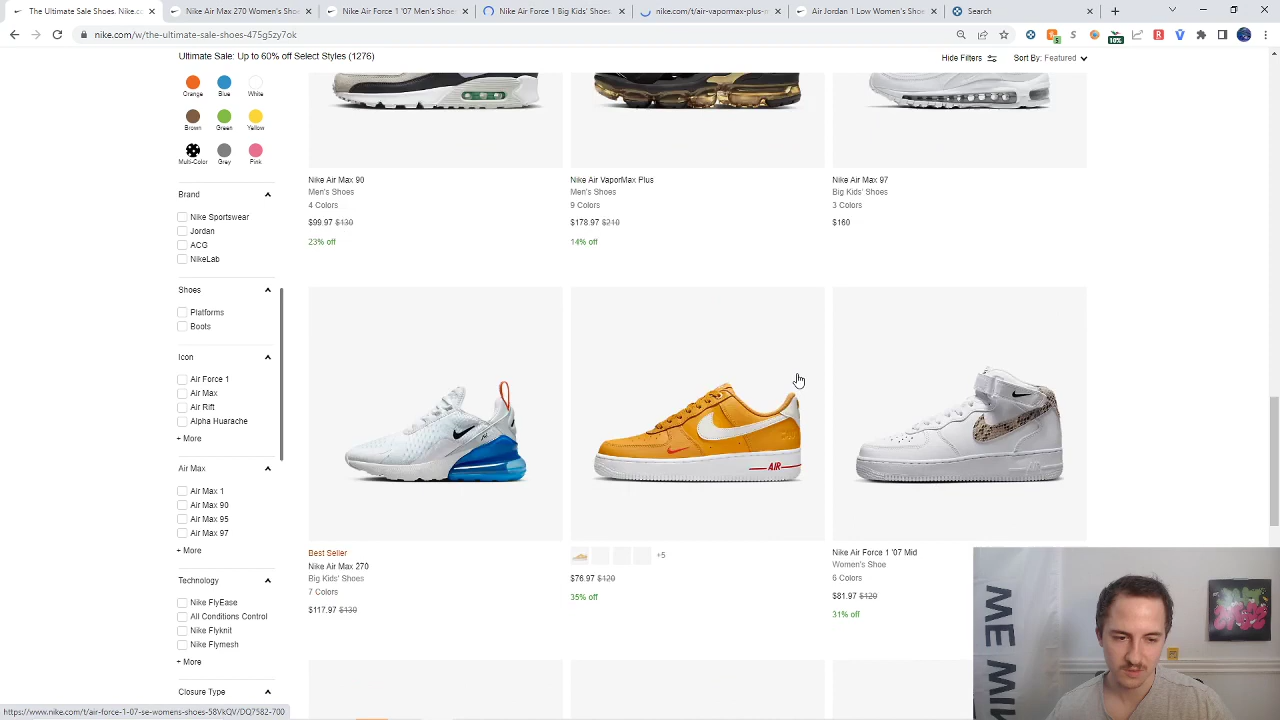 The Ultimate Sale Shoes. Nike.c
Nike Air Max 270 Women's Shoe
Nike Air Force 1 '07 Men's Shoe
Nike Air Force 1 Big Kids' Shoes.
nike.com/t/air-vapormax-plus-m
Air Jordan 1 Low Women's Shoe
Search
nike.com/w/the-ultimate-sale-shoes-475g5zy7ok
5
10%
Ultimate Sale: Up to 60% off Select Styles (1276)
Hide Filters
Sort By: Featured
Orange
Blue
White
Brown
Green
Yellow
Multi-Color
Grey
Pink
Brand
Nike Sportswear
Jordan
ACG
NikeLab
Shoes
Platforms
Boots
Icon
Air Force 1
Air Max
Air Rift
Alpha Huarache
+ More
Air Max
Air Max 1
Air Max 90
Air Max 95
Air Max 97
+ More
Technology
Nike FlyEase
All Conditions Control
Nike Flyknit
Nike Flymesh
+ More
Closure Type
Nike Air Max 90
Men's Shoes
4 Colors
$99.97 $130
23% off
Nike Air VaporMax Plus
Men's Shoes
9 Colors
$178.97 $210
14% off
Nike Air Max 97
Big Kids' Shoes
3 Colors
$160
Best Seller
Nike Air Max 270
Big Kids' Shoes
7 Colors
$117.97 $130
AIR
+5
$76.97 $120
35% off
Nike Air Force 1 '07 Mid
Women's Shoe
6 Colors
$81.97 $120
31% off
ME MIN
https://www.nike.com/t/air-force-1-07-se-womens-shoes-58VkQV/DQ7582-700